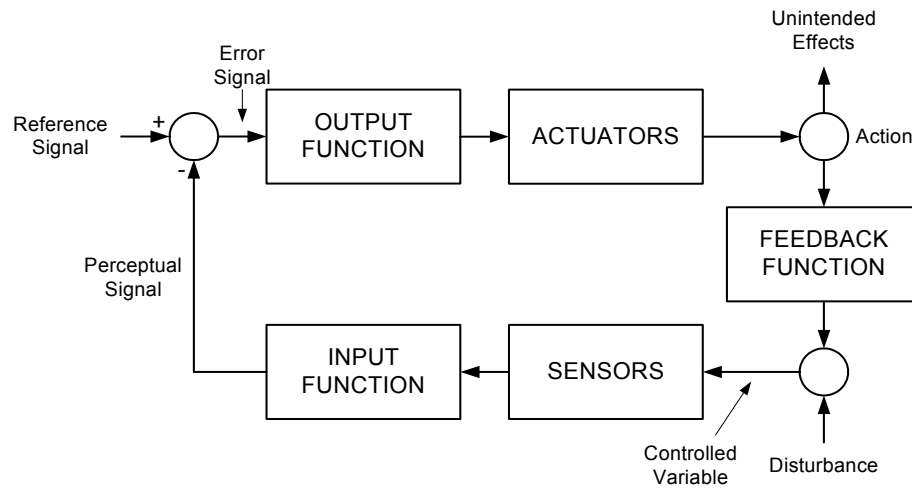 Unintended
Effects
Error
Signal
+
Reference
Signal
-
OUTPUT
FUNCTION
ACTUATORS
Action
FEEDBACK
FUNCTION
Perceptual
Signal
INPUT
FUNCTION
SENSORS
Controlled
Variable
Disturbance